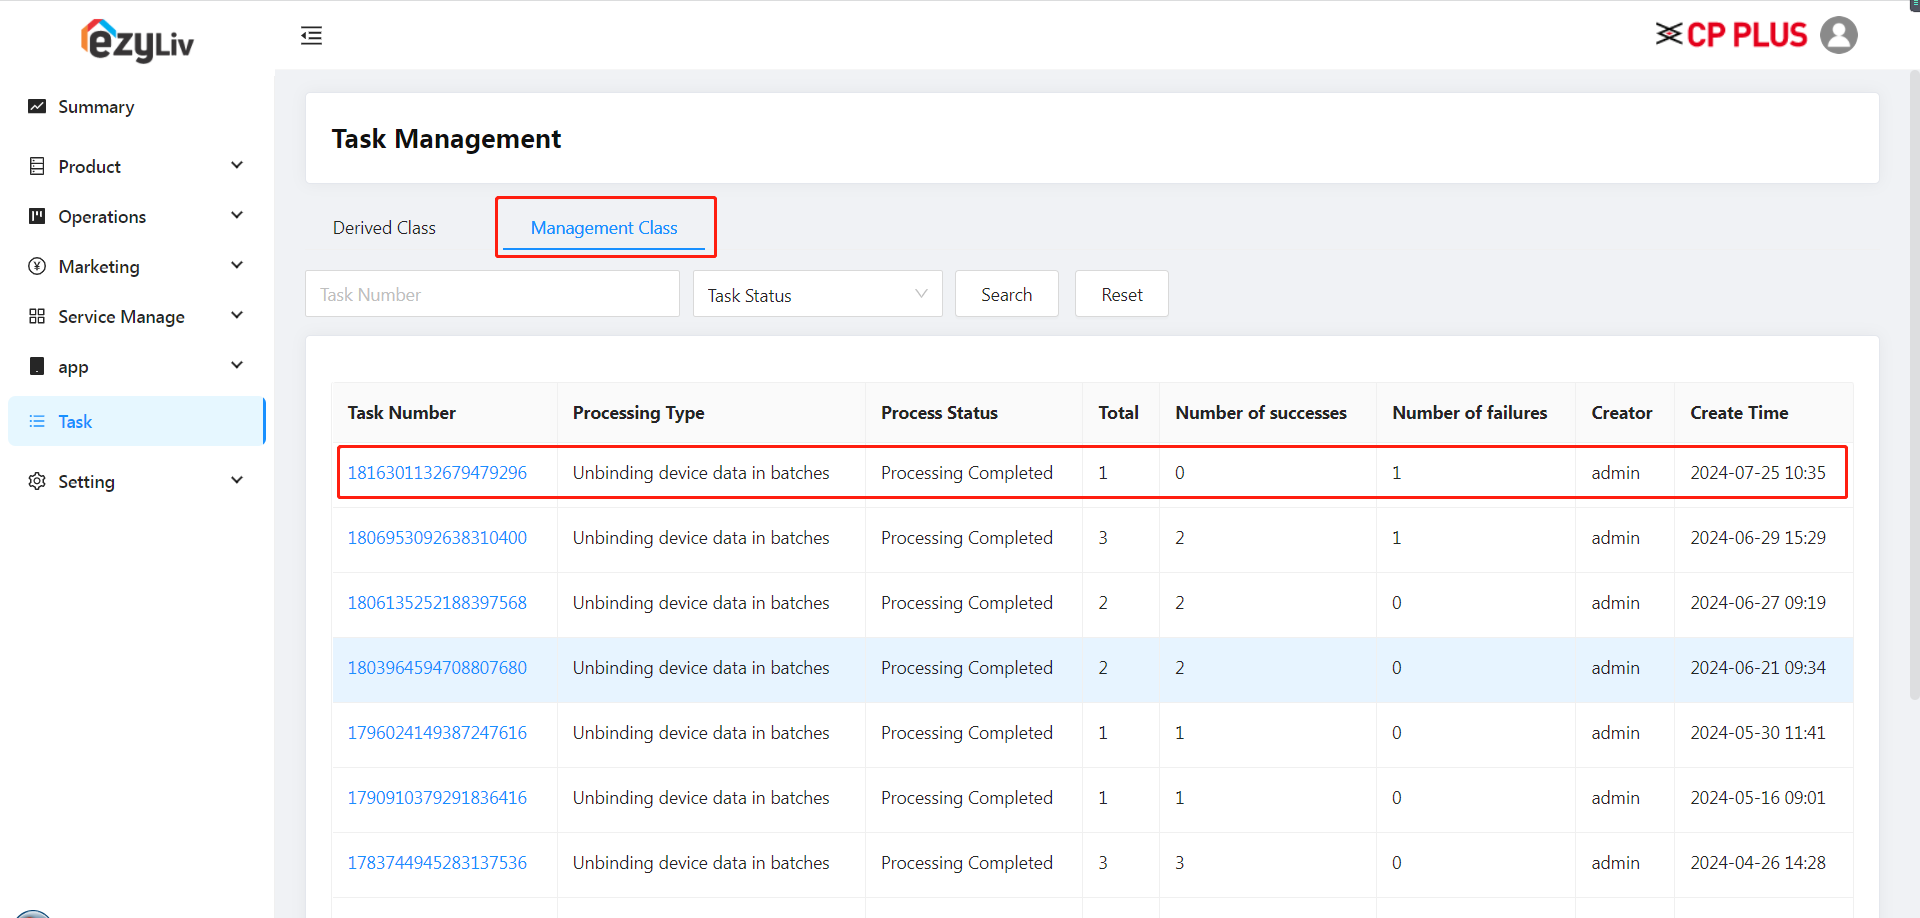 ezyLiv
CP PLUS
Summary
Product
Operations
Marketing
Service Manage
app
Task
Setting
Task Management
Derived Class
Management Class
Task Number
Task Status
Search
Reset
Task Number Processing Type Process Status Total Number of successes Number of failures Creator Create Time
1816301132679479296 Unbinding device data in batches Processing Completed 1 0 1 admin 2024-07-25 10:35
1806953092638310400 Unbinding device data in batches Processing Completed 3 2 1 admin 2024-06-29 15:29
1806135252188397568 Unbinding device data in batches Processing Completed 2 2 0 admin 2024-06-27 09:19
1803964594708807680 Unbinding device data in batches Processing Completed 2 2 0 admin 2024-06-21 09:34
1796024149387247616 Unbinding device data in batches Processing Completed 1 1 0 admin 2024-05-30 11:41
1790910379291836416 Unbinding device data in batches Processing Completed 1 1 0 admin 2024-05-16 09:01
1783744945283137536 Unbinding device data in batches Processing Completed 3 3 0 admin 2024-04-26 14:28